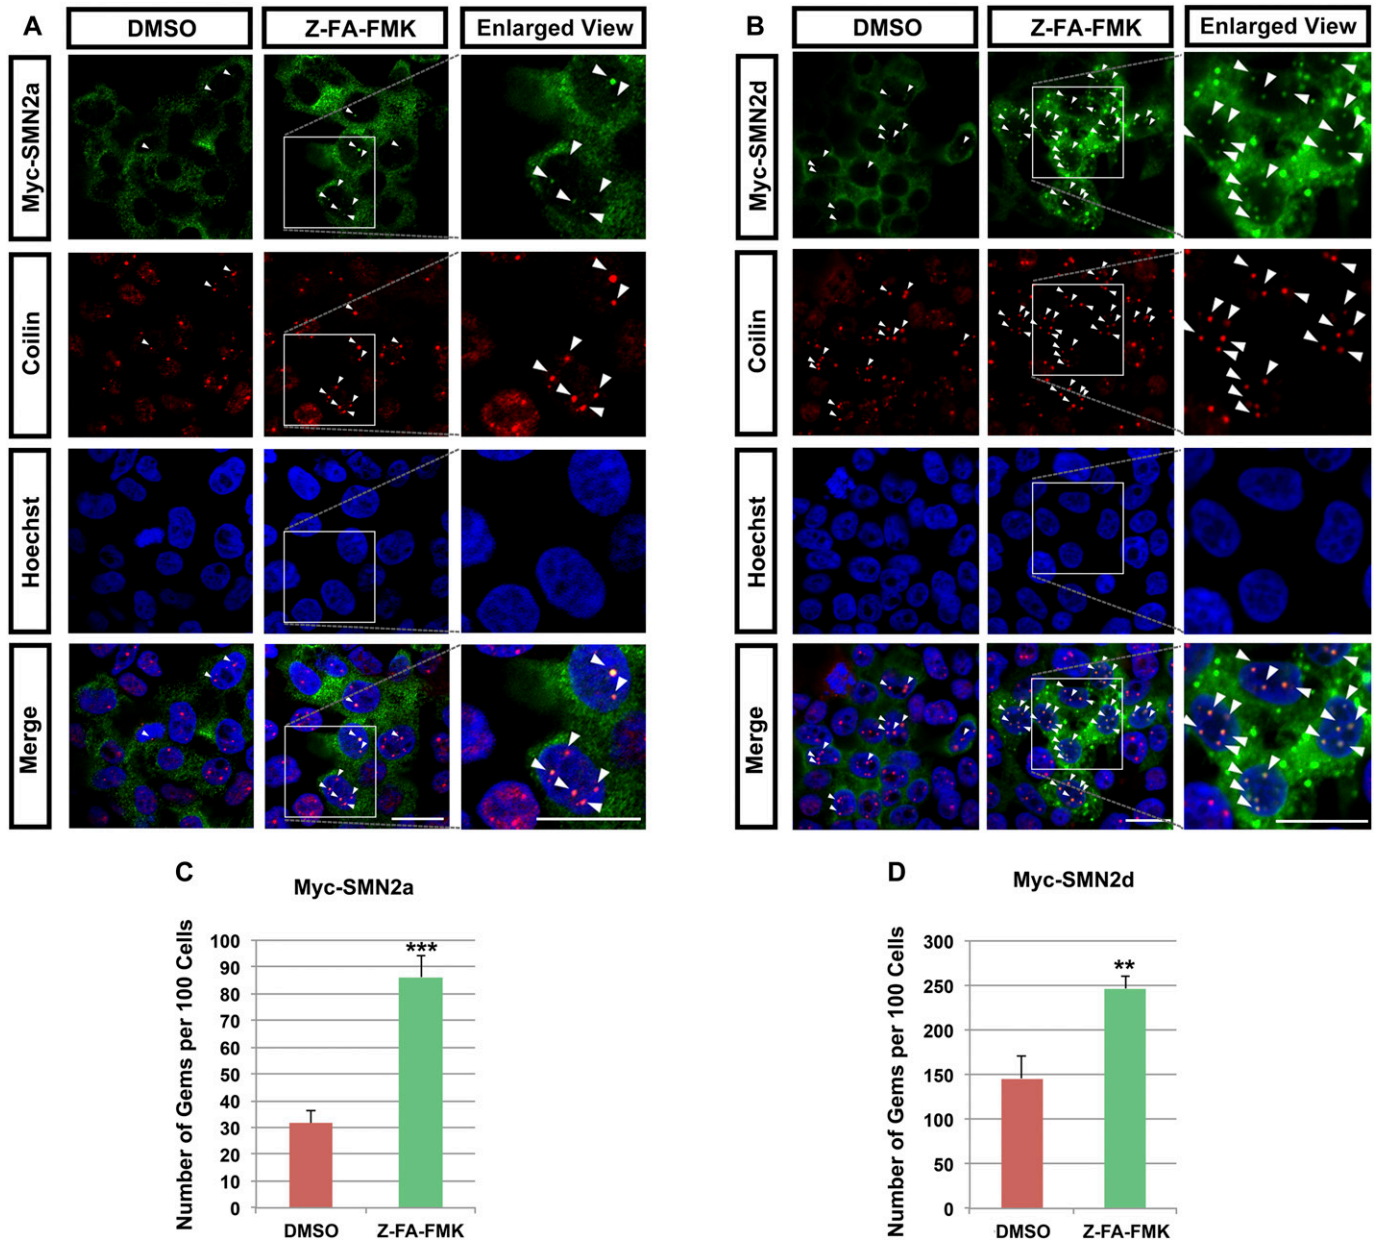 A
DMSO
Z-FA-FMK
Enlarged View
Myc-SMN2a
Coilin
Hoechst
Merge
B
DMSO
Z-FA-FMK
Enlarged View
Myc-SMN2d
Coilin
Hoechst
Merge
C
Myc-SMN2a
Number of Gems per 100 Cells
100
90
80
70
60
50
40
30
20
10
0
***
DMSO
Z-FA-FMK
D
Myc-SMN2d
Number of Gems per 100 Cells
300
250
200
150
100
50
0
**
DMSO
Z-FA-FMK